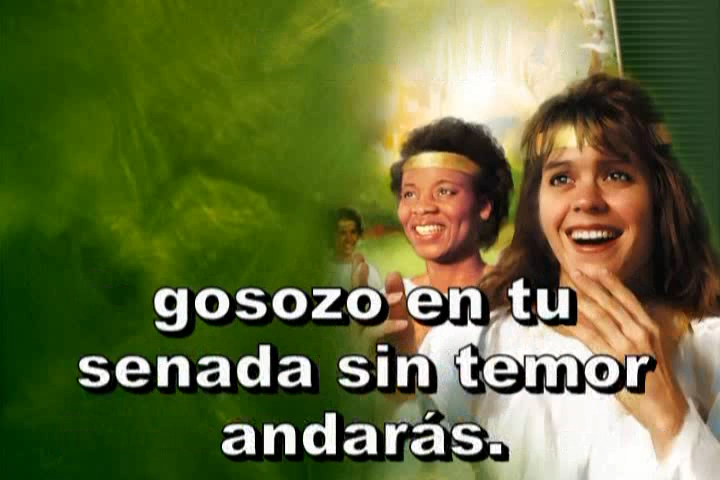 gosozo en tu
senada sin temor
andarás.